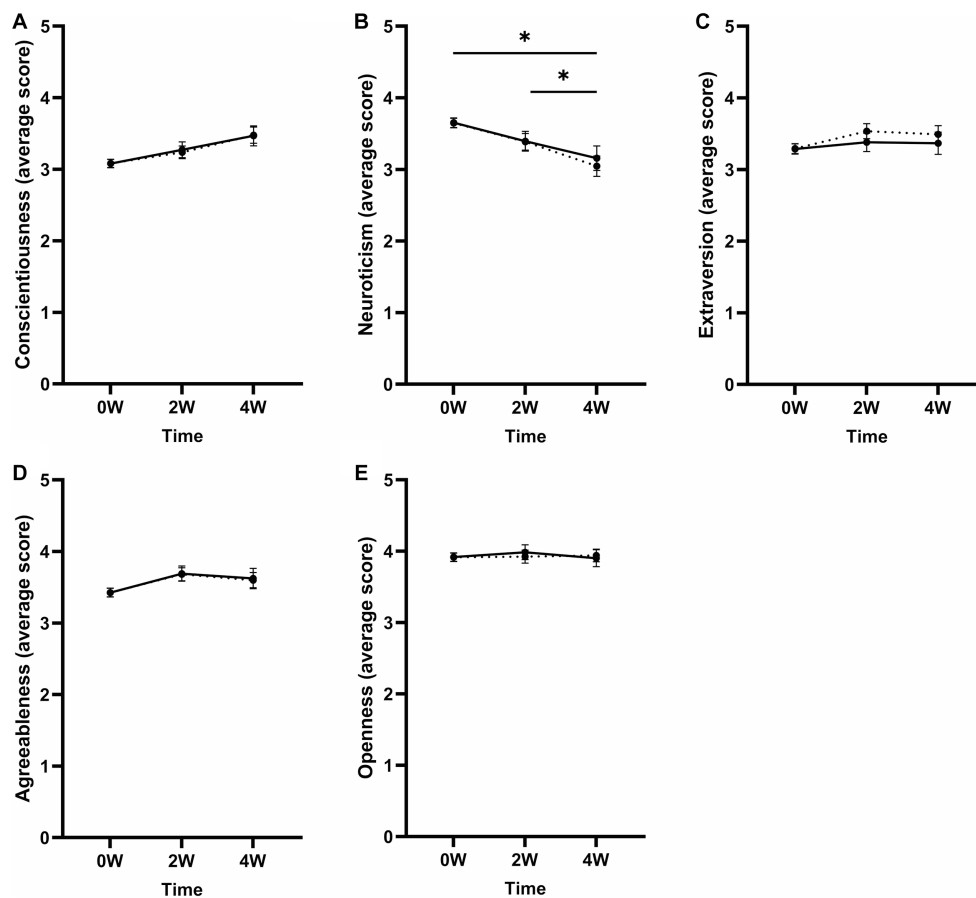 A
Conscientiousness (average score)
5
4
3
2
1
0
0W 2W 4W
Time
B
Neuroticism (average score)
5
4
3
2
1
0
*
*
0W 2W 4W
Time
C
Extraversion (average score)
5
4
3
2
1
0
0W 2W 4W
Time
D
Agreeableness (average score)
5
4
3
2
1
0
0W 2W 4W
Time
E
Openness (average score)
5
4
3
2
1
0
0W 2W 4W
Time